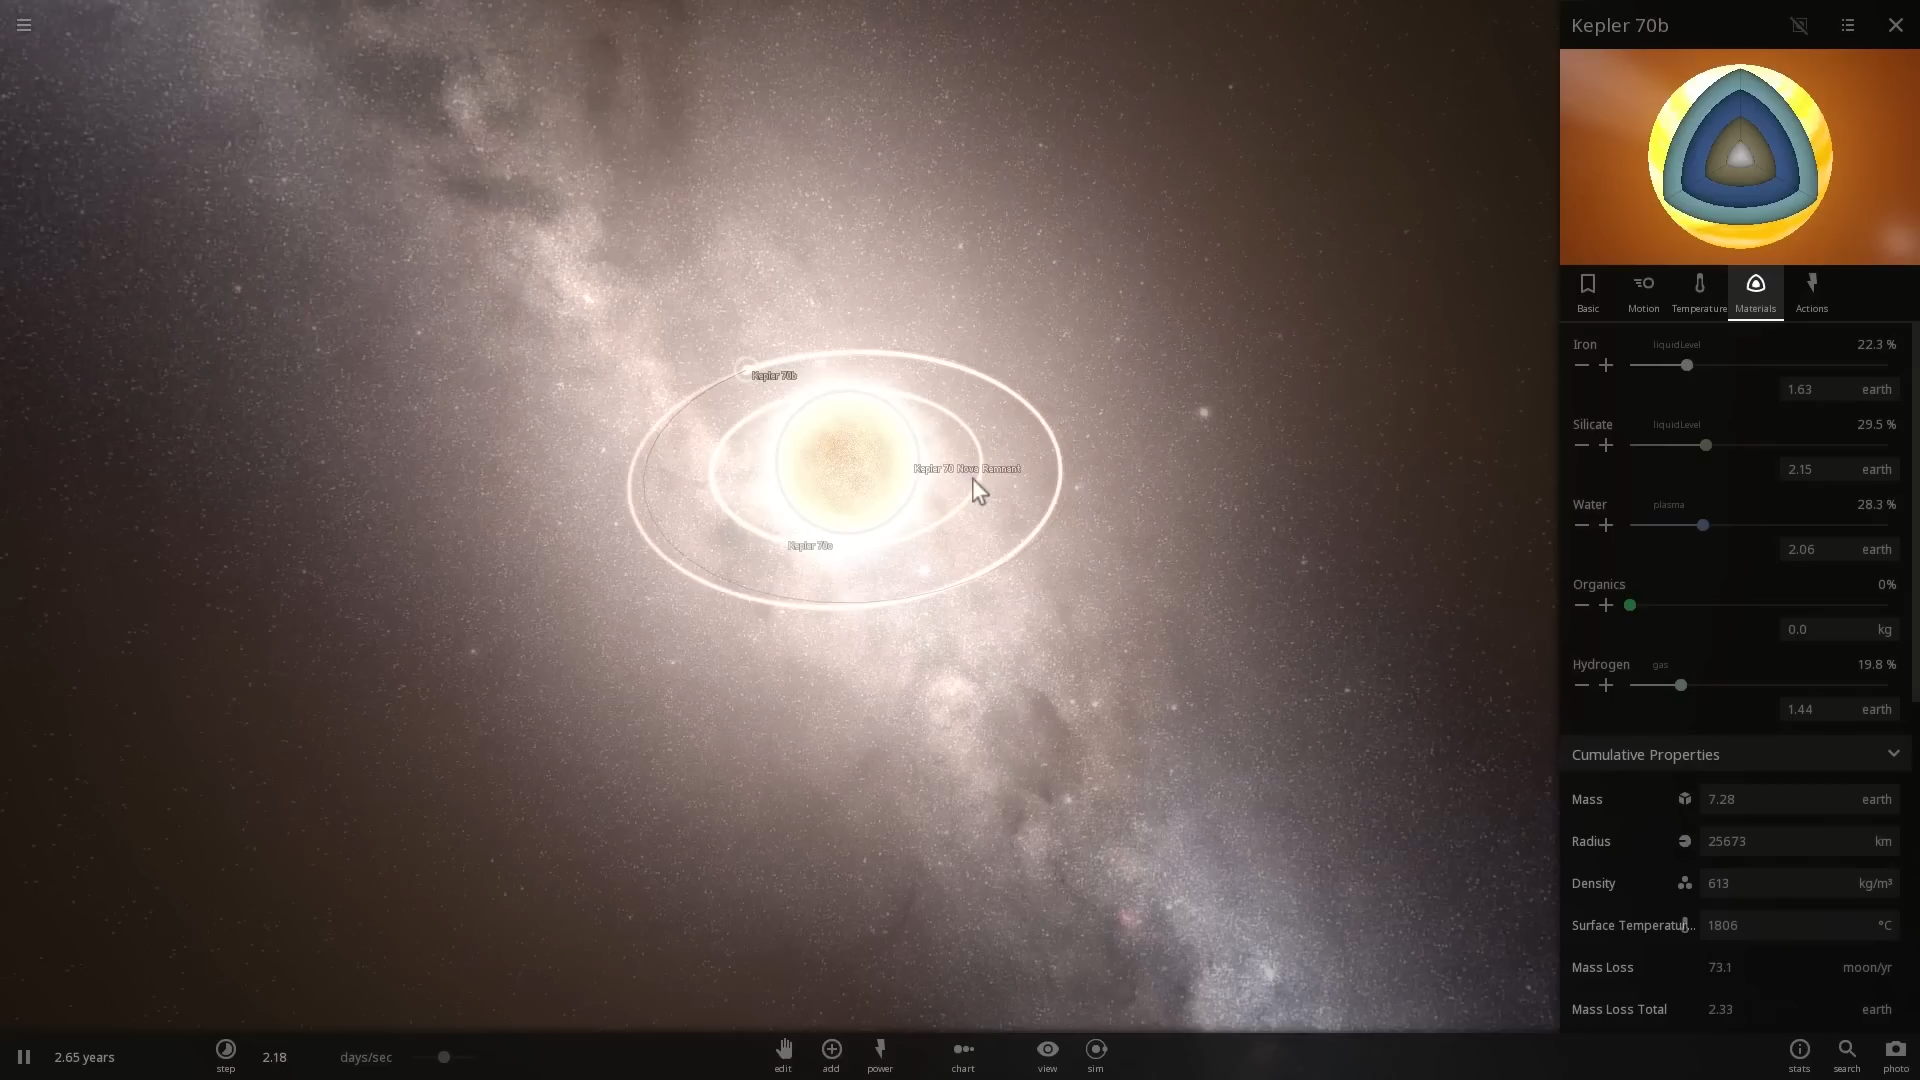 Kepler 70b
Basic Motion Temperature Materials Actions
Iron liquidLevel 22.3 %
1.63 earth
Silicate liquidLevel 29.5 %
2.15 earth
Water plasma 28.3 %
2.06 earth
Organics 0%
0.0 kg
Hydrogen gas 19.8 %
1.44 earth
Cumulative Properties
Mass 7.28 earth
Radius 25673 km
Density 613 kg/m³
Surface Temperatur... 1806 °C
Mass Loss 73.1 moon/yr
Mass Loss Total 2.33 earth
Kepler 70b
Kepler 70 Nova Remnant
2.65 years
step
2.18 days/sec
edit add power chart view sim
stats search photo